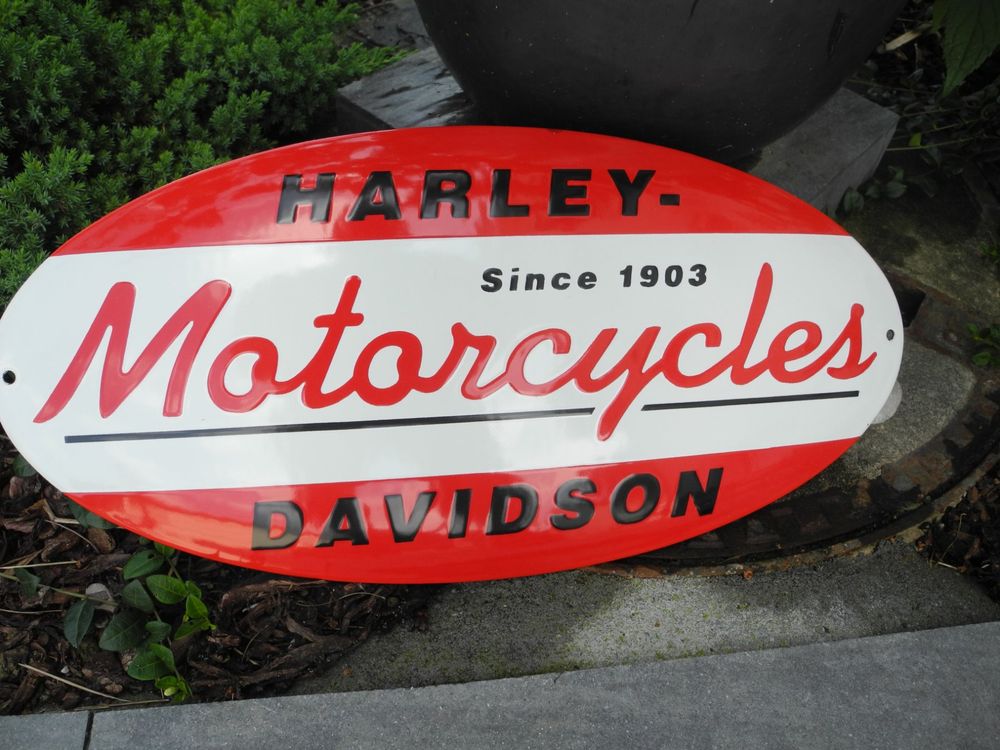 HARLEY-
Since 1903
Motorcycles
DAVIDSON